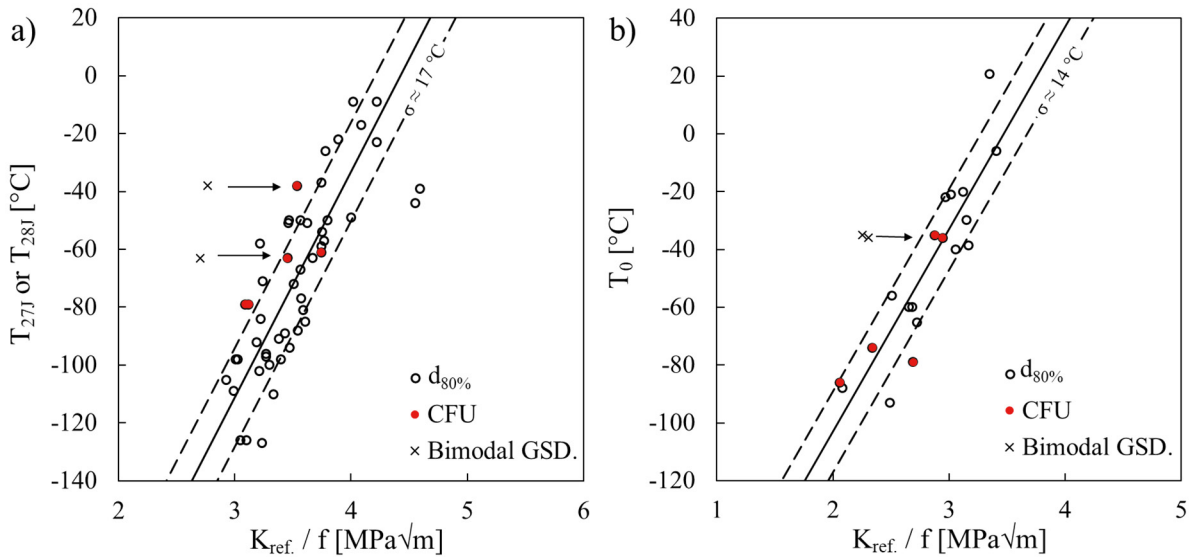 a)
T27J or T28J [°C]
20
0
-20
-40
-60
-80
-100
-120
-140
σ ≈ 17 °C
d80%
CFU
Bimodal GSD.
2 3 4 5 6
Kref. / f [MPa√m]
b)
T0 [°C]
40
20
0
-20
-40
-60
-80
-100
-120
σ ≈ 14 °C
d80%
CFU
Bimodal GSD.
1 2 3 4 5
Kref. / f [MPa√m]